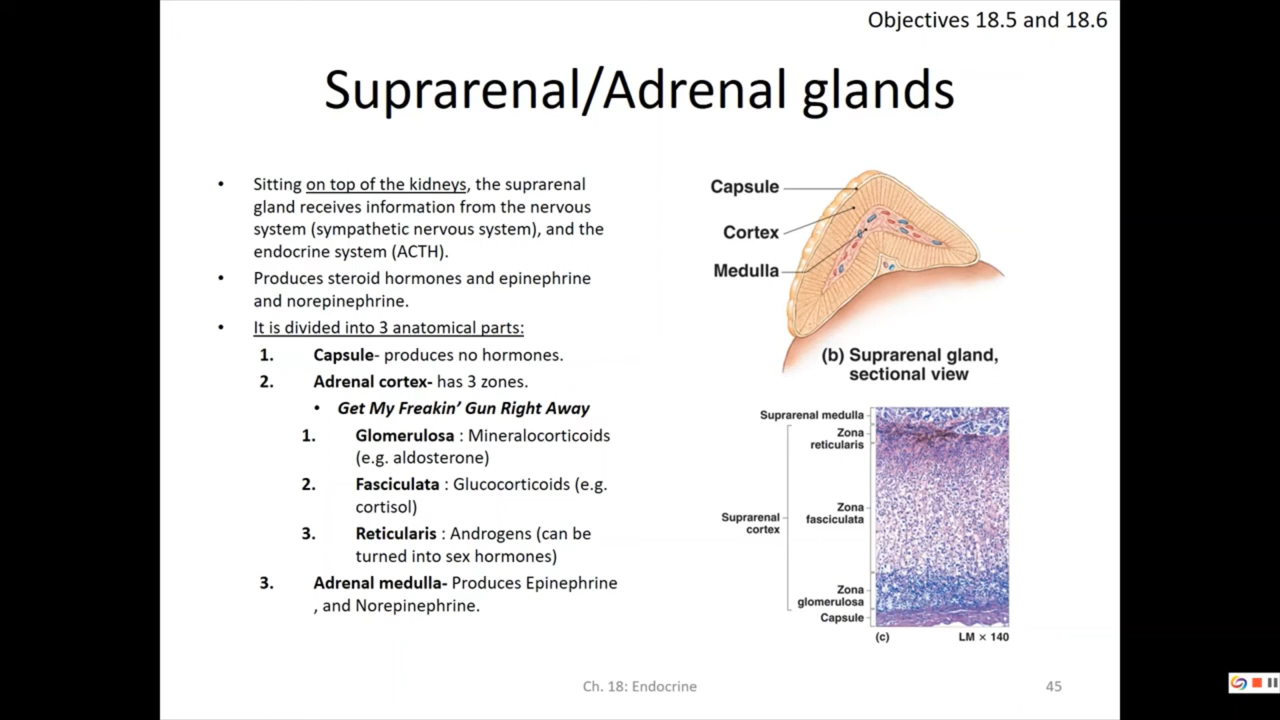 Objectives 18.5 and 18.6
Suprarenal/Adrenal glands
• Sitting on top of the kidneys, the suprarenal
gland receives information from the nervous
system (sympathetic nervous system), and the
endocrine system (ACTH).
• Produces steroid hormones and epinephrine
and norepinephrine.
• It is divided into 3 anatomical parts:
1. Capsule- produces no hormones.
2. Adrenal cortex- has 3 zones.
• Get My Freakin’ Gun Right Away
1. Glomerulosa : Mineralocorticoids
(e.g. aldosterone)
2. Fasciculata : Glucocorticoids (e.g.
cortisol)
3. Reticularis : Androgens (can be
turned into sex hormones)
3. Adrenal medulla- Produces Epinephrine
, and Norepinephrine.
Capsule
Cortex
Medulla
(b) Suprarenal gland,
sectional view
Suprarenal medulla
Zona
reticularis
Zona
fasciculata
Suprarenal
cortex
Zona
glomerulosa
Capsule
(c) LM × 140
Ch. 18: Endocrine
45